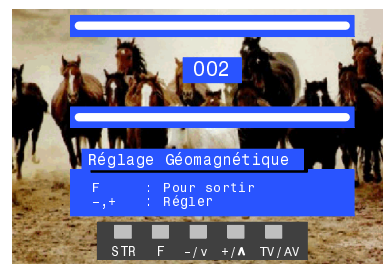 002
Réglage Géomagnétique
F : Pour sortir
-,+ : Régler
STR F -/v +/ʌ TV/AV